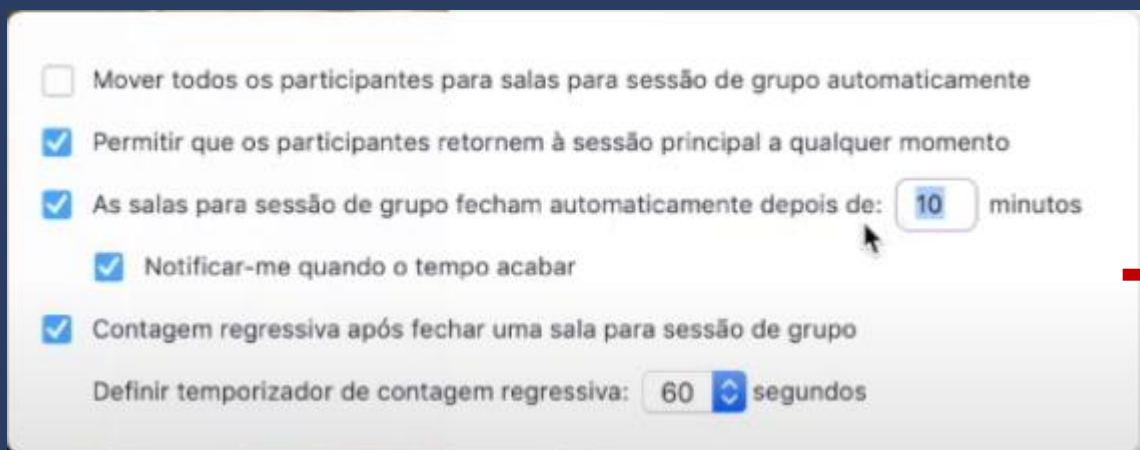 Mover todos os participantes para salas para sessão de grupo automaticamente
Permitir que os participantes retornem à sessão principal a qualquer momento
As salas para sessão de grupo fecham automaticamente depois de: 10 minutos
Notificar-me quando o tempo acabar
Contagem regressiva após fechar uma sala para sessão de grupo
Definir temporizador de contagem regressiva: 60 segundos